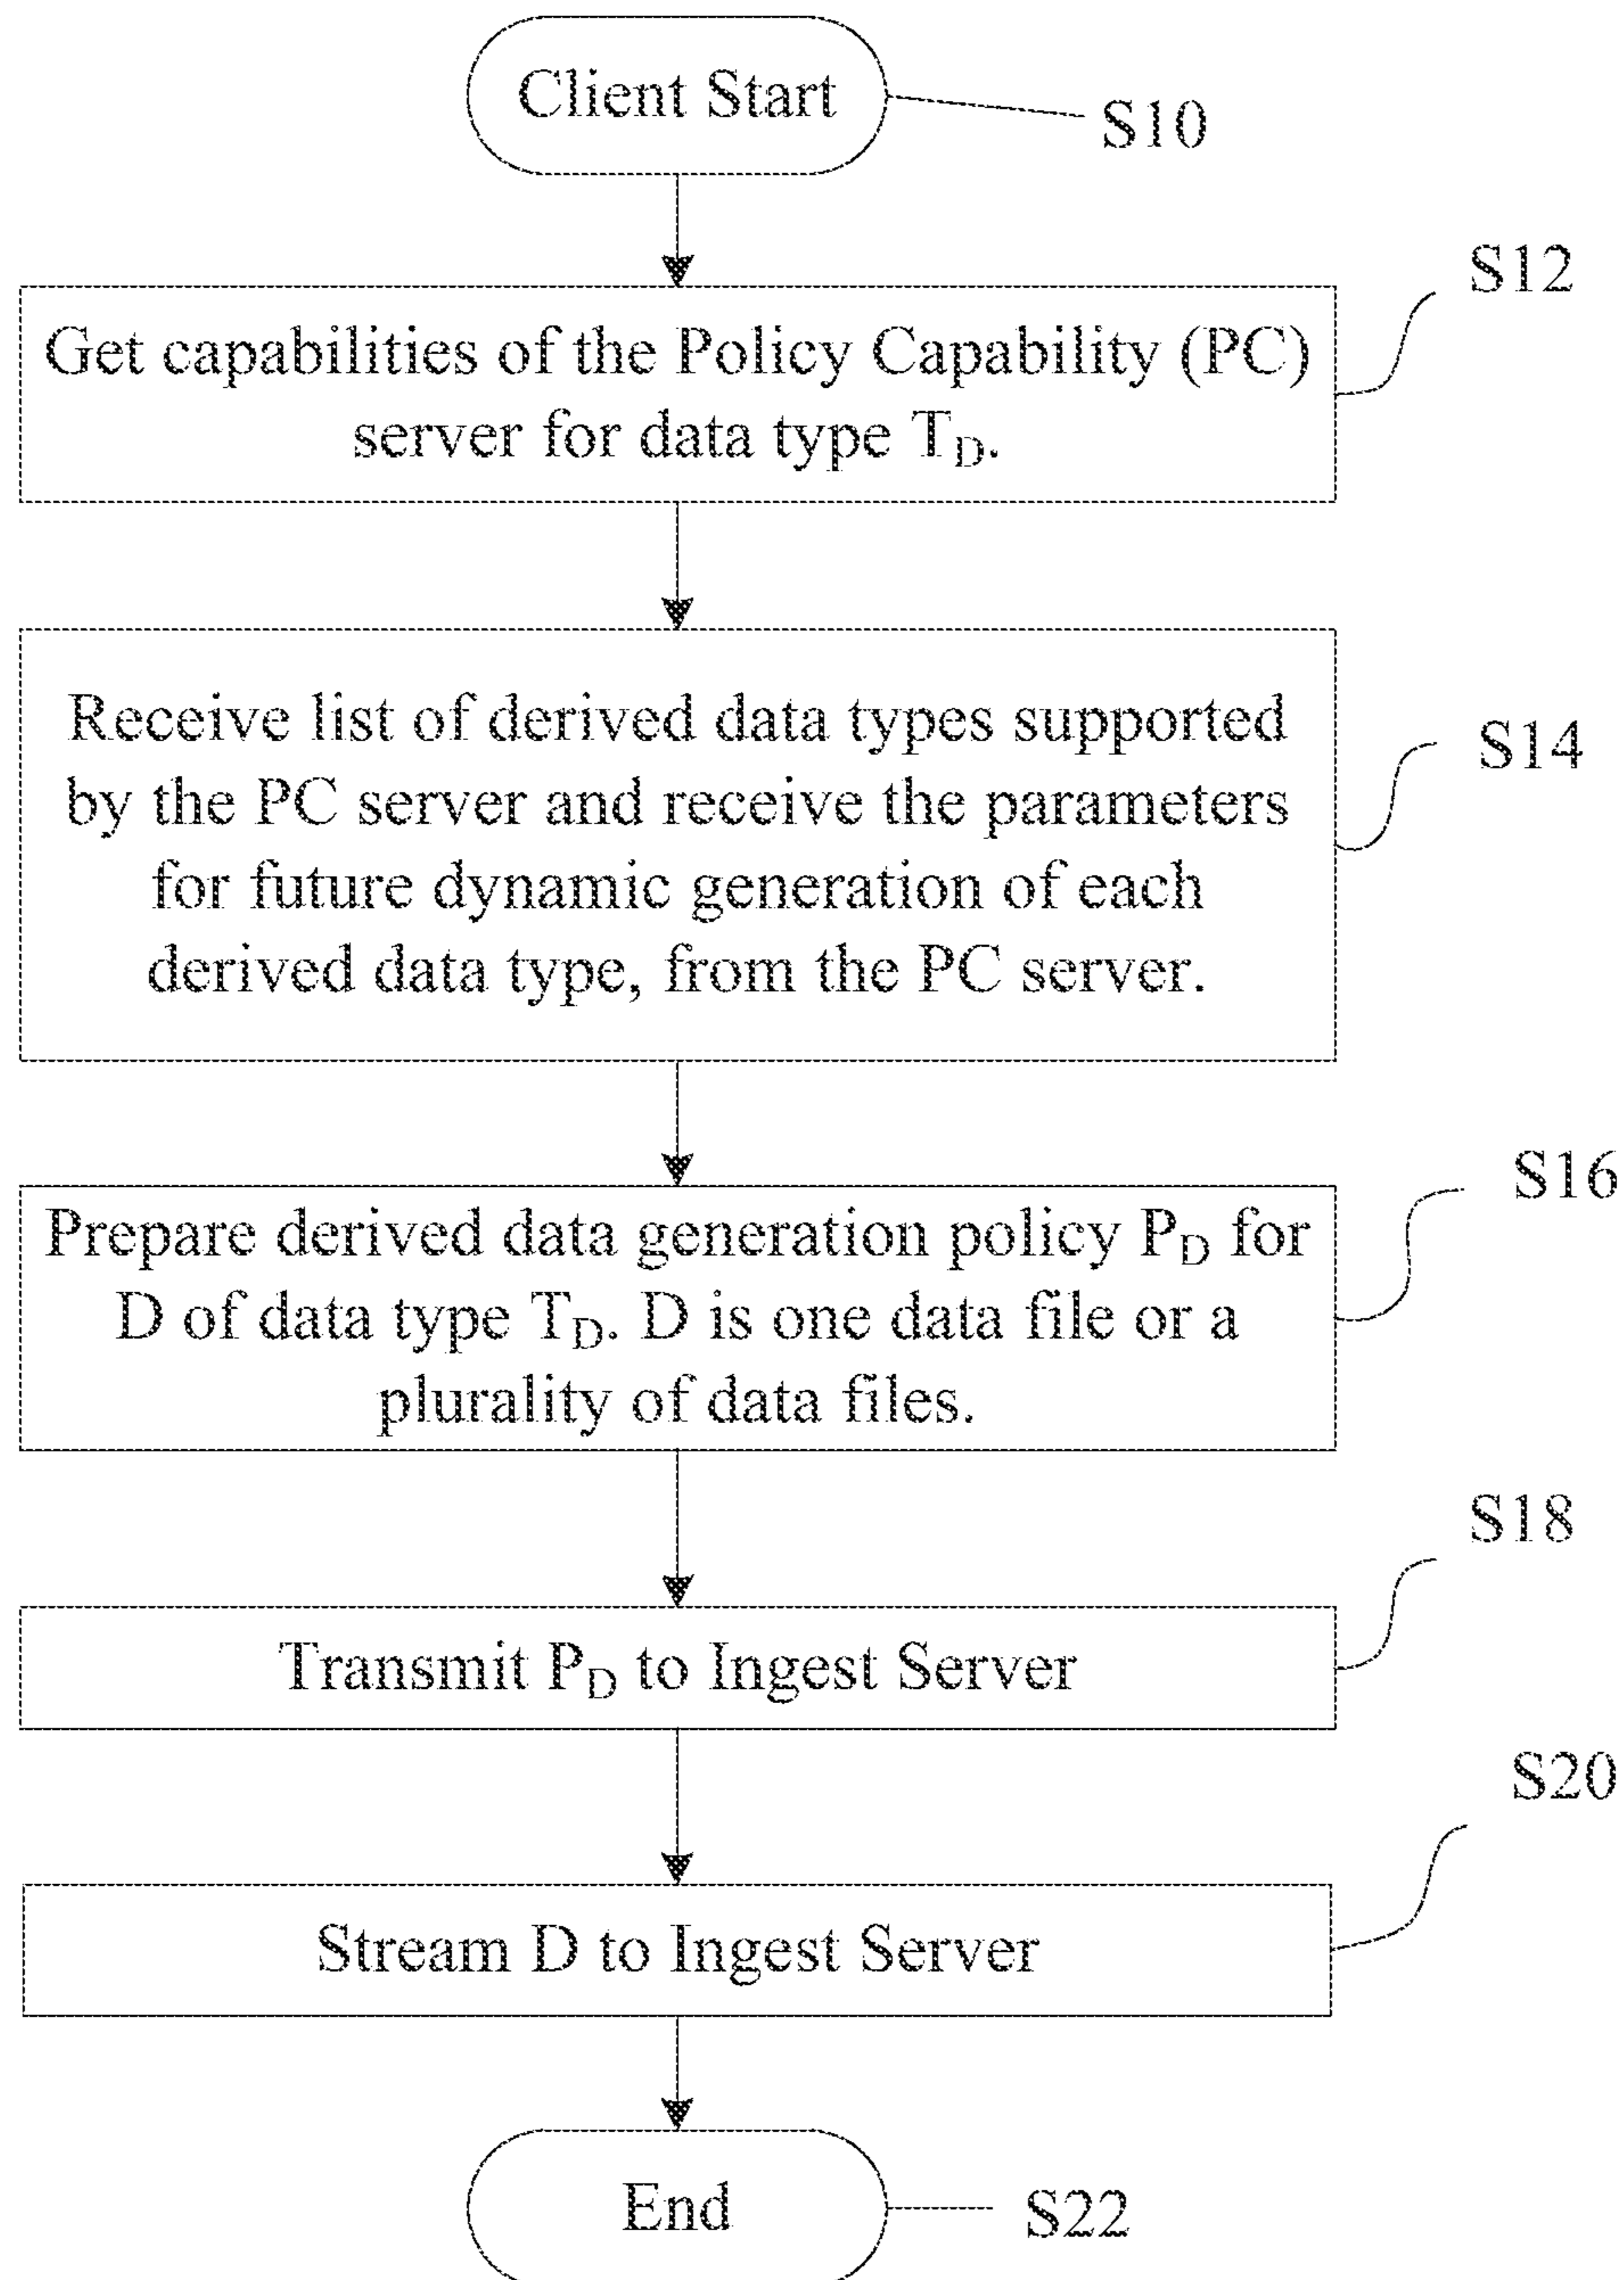 Client Start
S10
S12
Get capabilities of the Policy Capability (PC)
server for data type T_D.
Receive list of derived data types supported
by the PC server and receive the parameters
for future dynamic generation of each
derived data type, from the PC server.
S14
S16
Prepare derived data generation policy P_D for
D of data type T_D. D is one data file or a
plurality of data files.
S18
Transmit P_D to Ingest Server
S20
Stream D to Ingest Server
End
S22